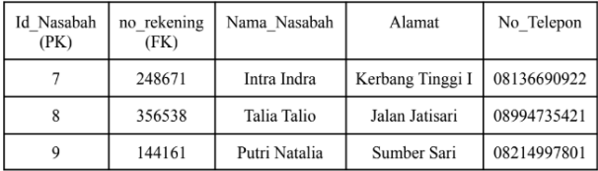 Id_Nasabah (PK) no_rekening (FK) Nama_Nasabah Alamat No_Telepon
7 248671 Intra Indra Kerbang Tinggi I 08136690922
8 356538 Talia Talio Jalan Jatisari 08994735421
9 144161 Putri Natalia Sumber Sari 08214997801